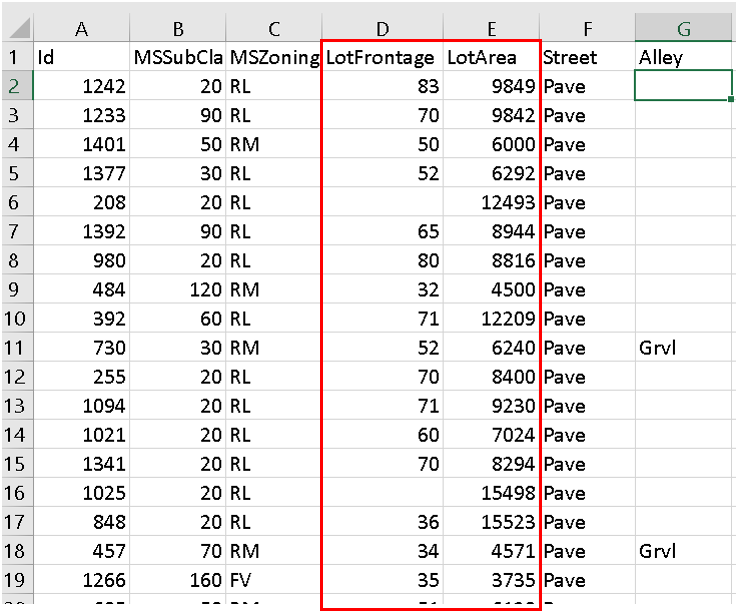 A B C D E F G
1 Id MSSubCla MSZoning LotFrontage LotArea Street Alley
2 1242 20 RL 83 9849 Pave
3 1233 90 RL 70 9842 Pave
4 1401 50 RM 50 6000 Pave
5 1377 30 RL 52 6292 Pave
6 208 20 RL 12493 Pave
7 1392 90 RL 65 8944 Pave
8 980 20 RL 80 8816 Pave
9 484 120 RM 32 4500 Pave
10 392 60 RL 71 12209 Pave
11 730 30 RM 52 6240 Pave Grvl
12 255 20 RL 70 8400 Pave
13 1094 20 RL 71 9230 Pave
14 1021 20 RL 60 7024 Pave
15 1341 20 RL 70 8294 Pave
16 1025 20 RL 15498 Pave
17 848 20 RL 36 15523 Pave
18 457 70 RM 34 4571 Pave Grvl
19 1266 160 FV 35 3735 Pave